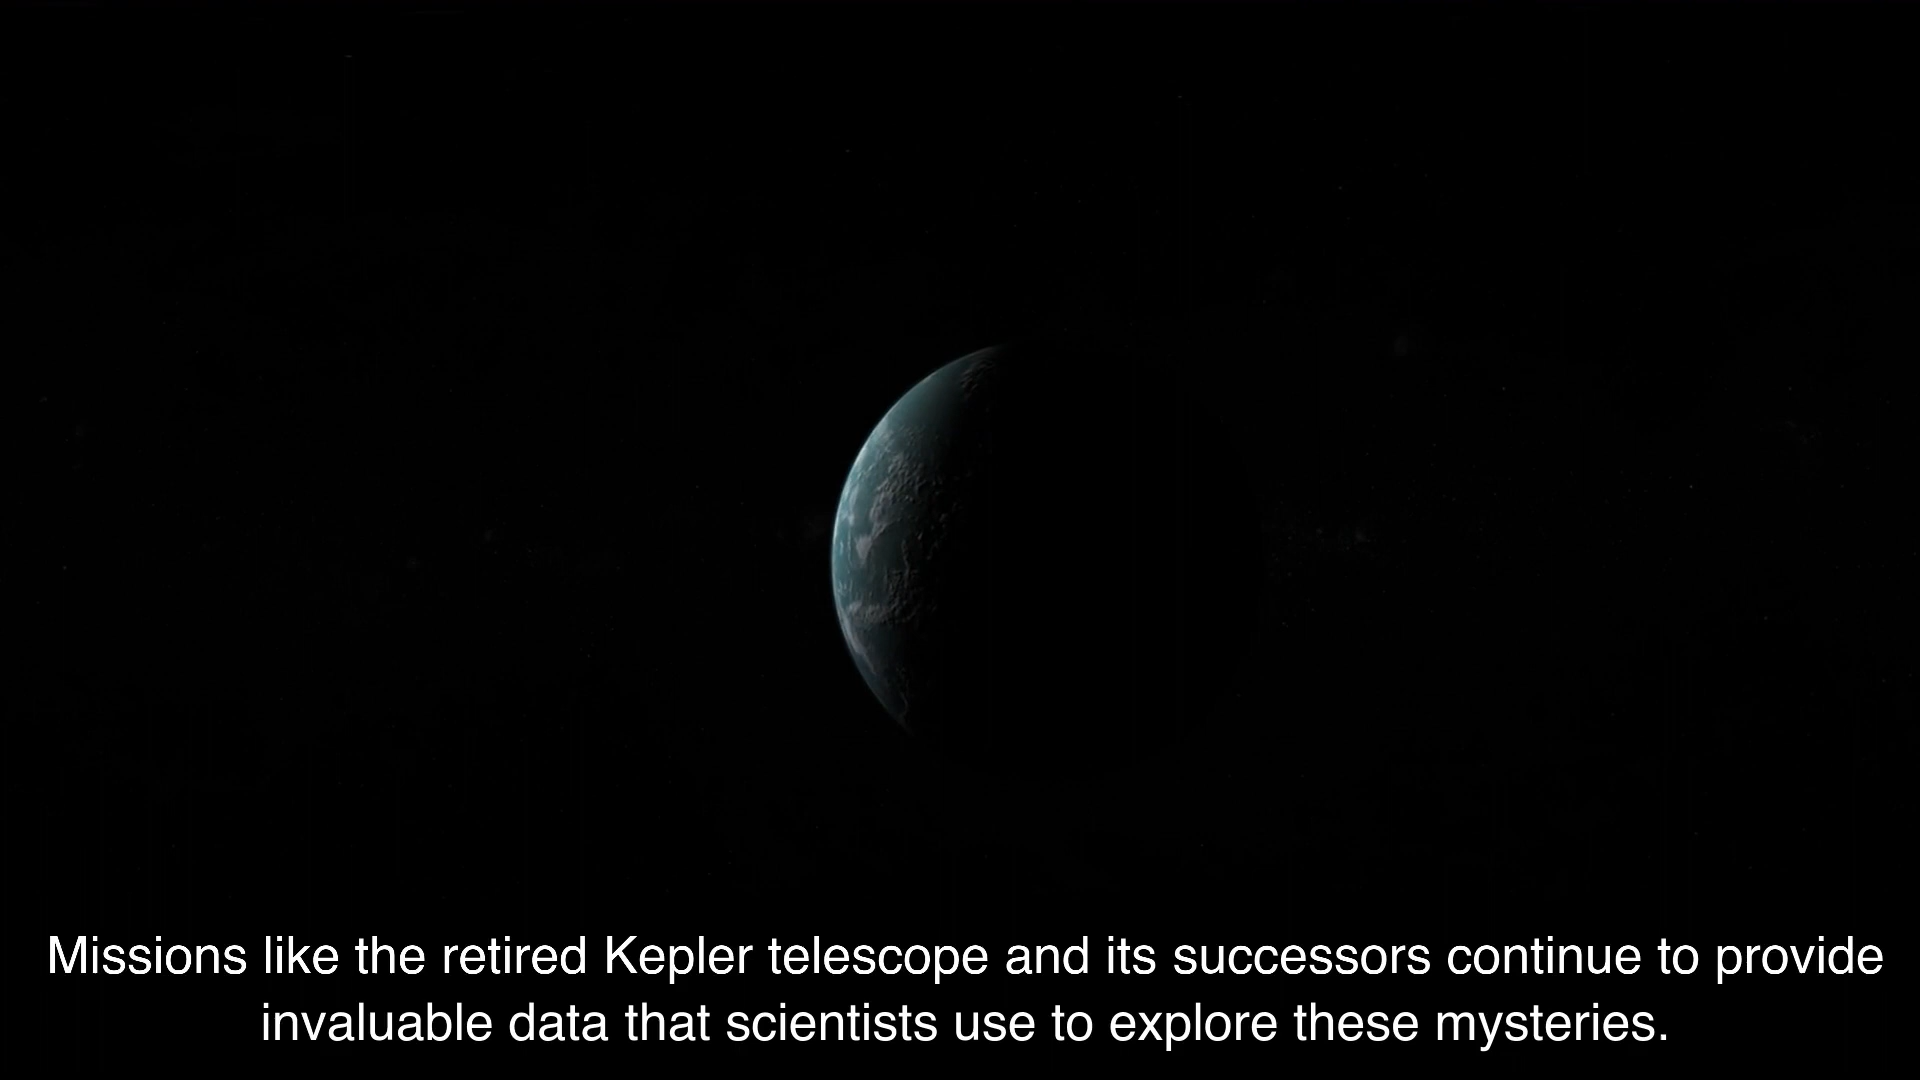 Missions like the retired Kepler telescope and its successors continue to provide
invaluable data that scientists use to explore these mysteries.